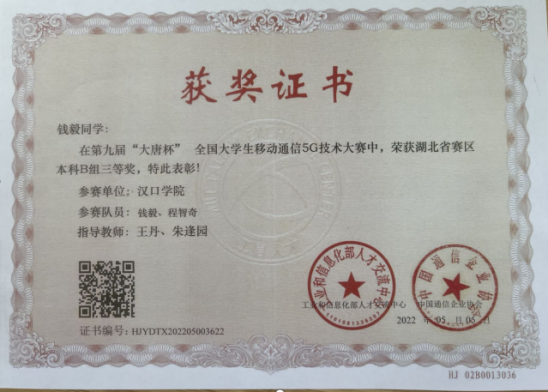 获奖证书
钱毅同学：
在第九届“大唐杯” 全国大学生移动通信5G技术大赛中，荣获湖北省赛区
本科B组三等奖，特此表彰！
参赛单位：汉口学院
参赛队员：钱毅、程智奇
指导教师：王丹、朱逢园
工业和信息化部人才交流中心 中国通信企业协会
2022 年 05 月 05 日
证书编号：HJYDTX202205003622
HJ 02B0013036